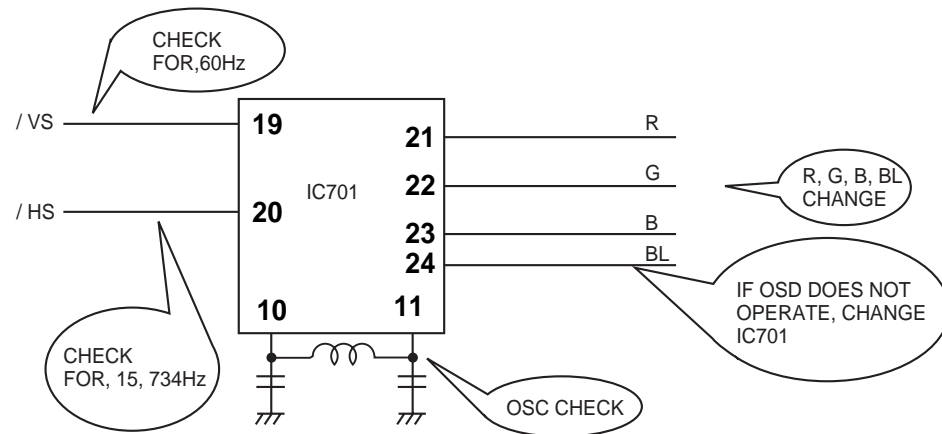 CHECK
FOR,60Hz
/ VS
19
21
R
22
G
R, G, B, BL
CHANGE
IC701
/ HS
20
23
B
24
BL
IF OSD DOES NOT
OPERATE, CHANGE
IC701
10
11
CHECK
FOR, 15, 734Hz
OSC CHECK